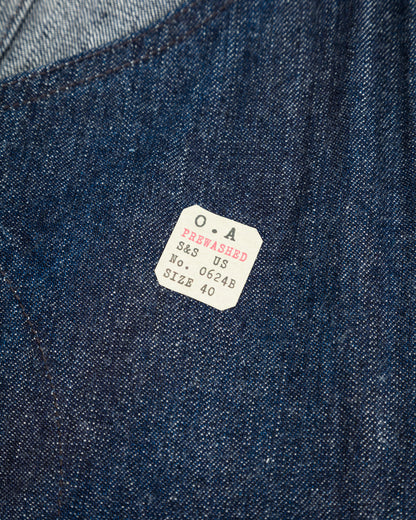 O.A
PREWASHED
S&S US
No. 0624B
SIZE 40